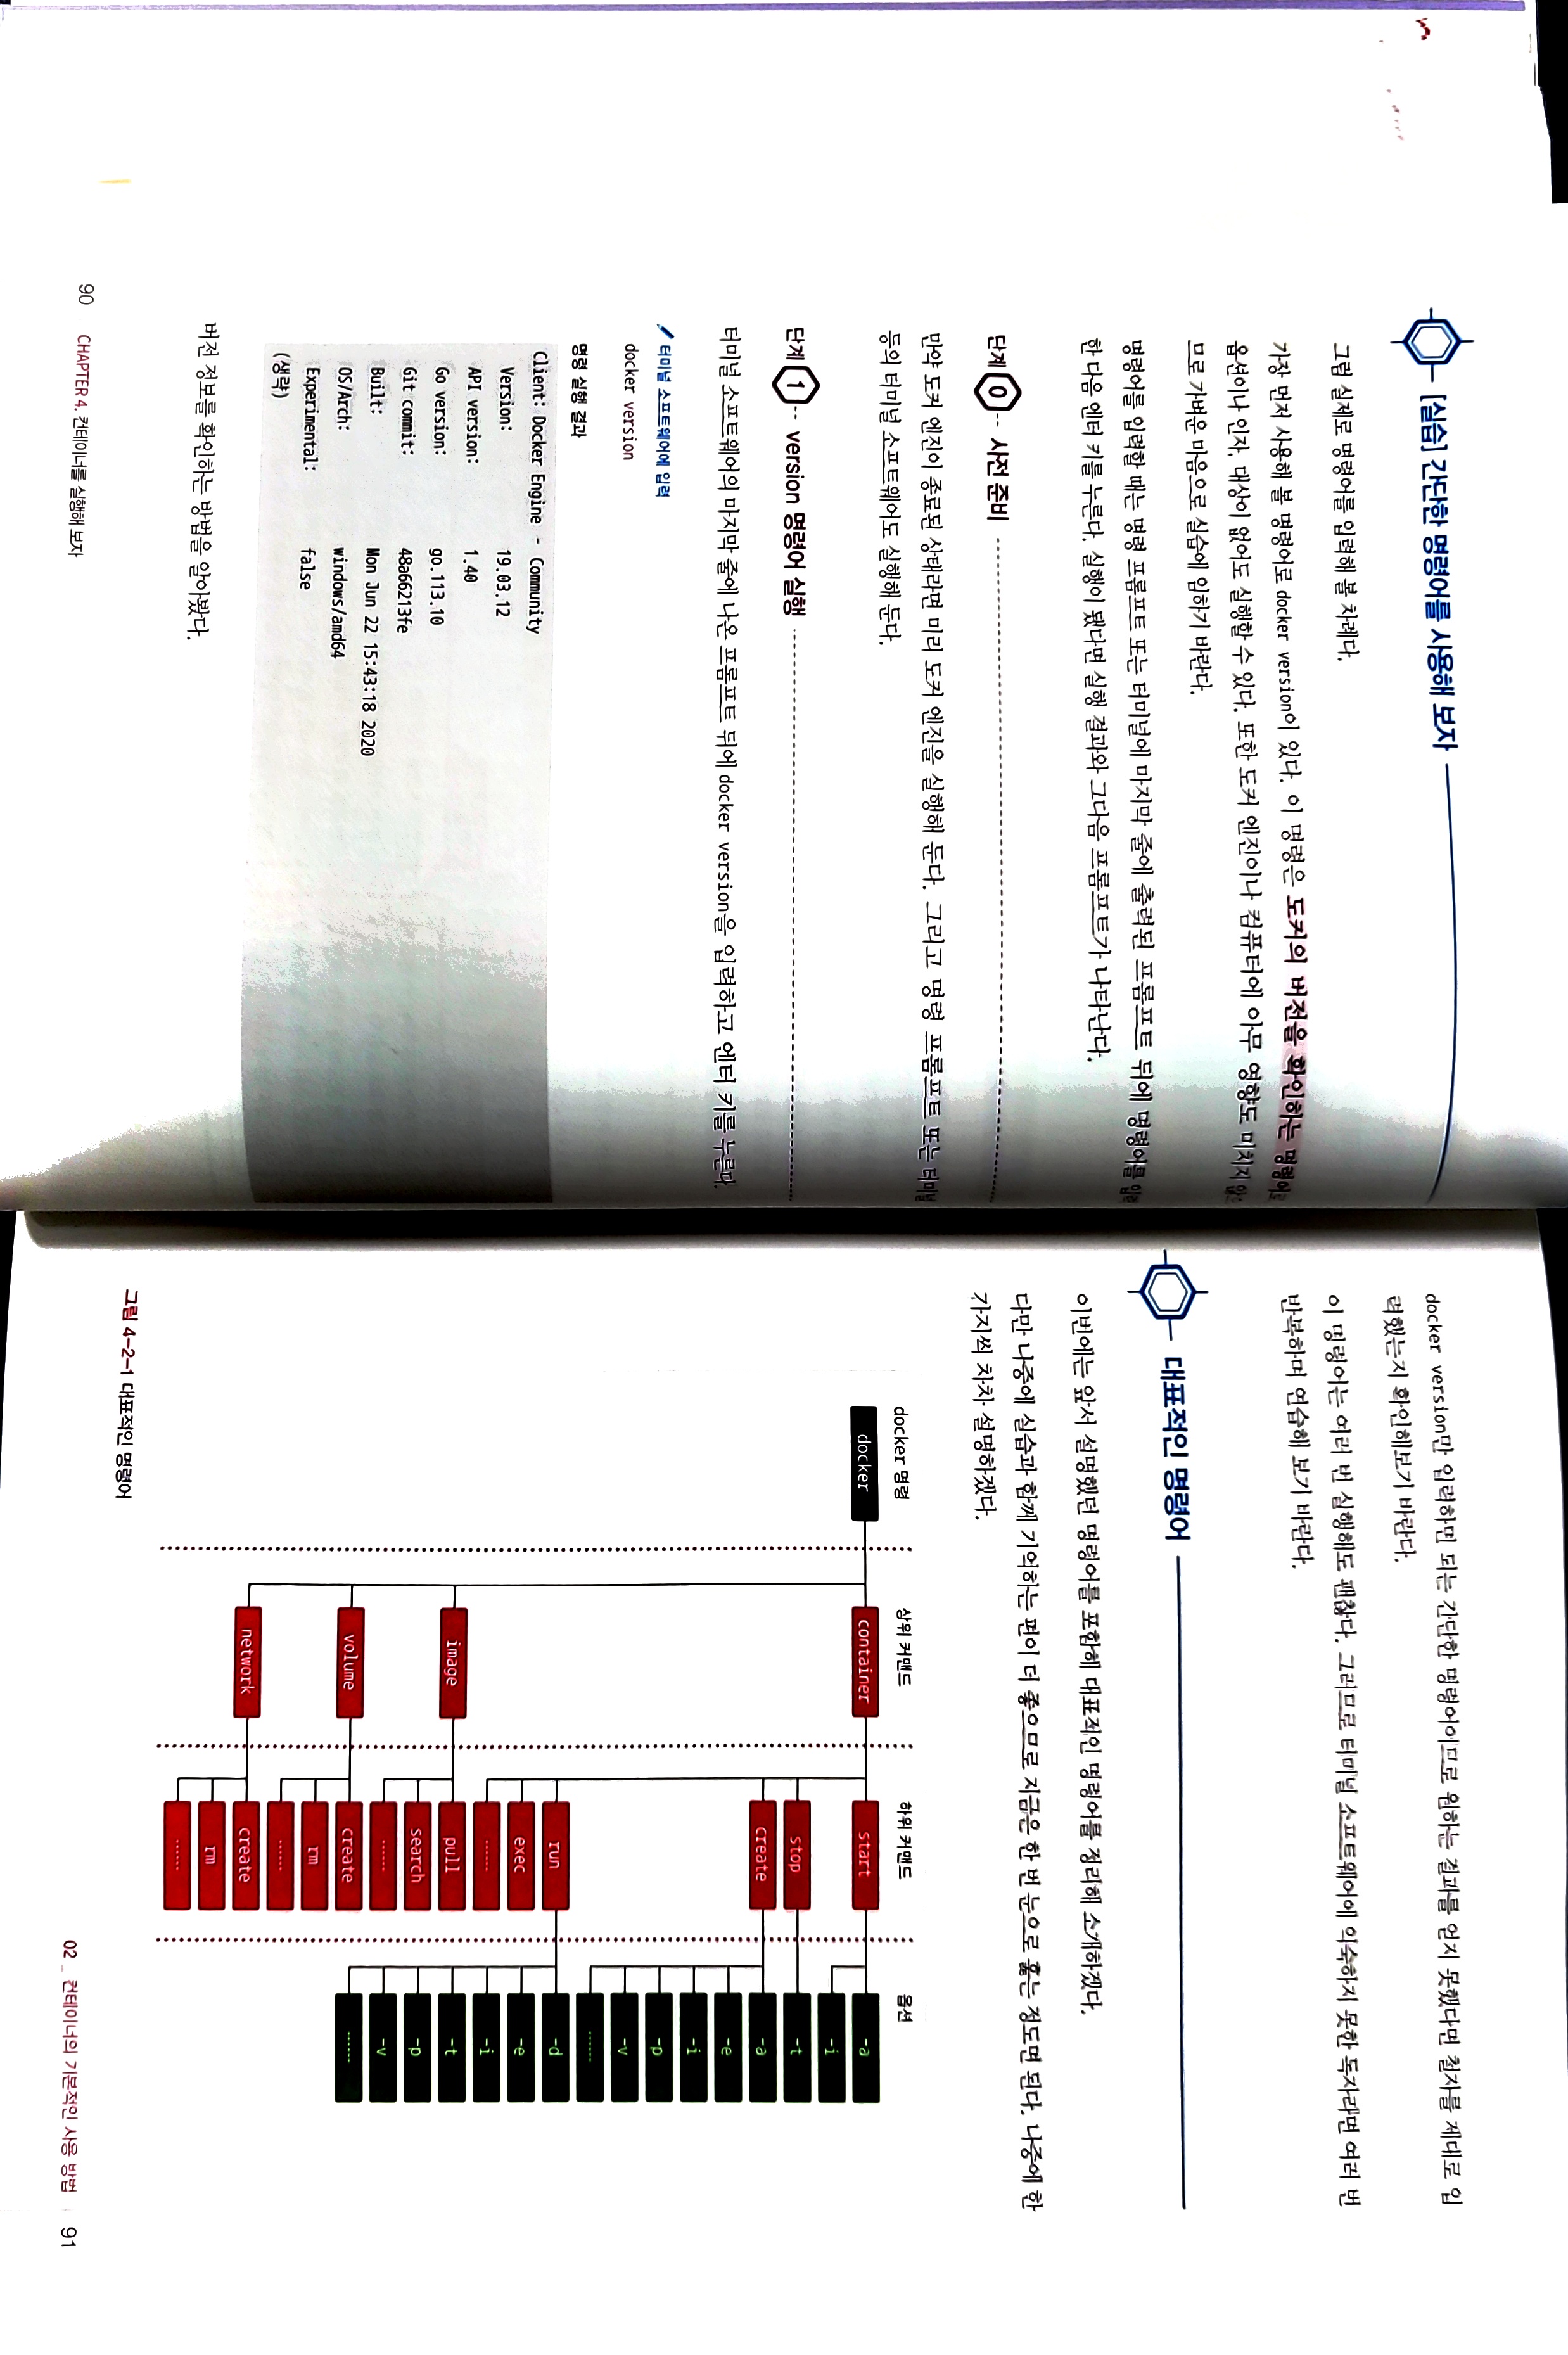 [실습] 간단한 명령어를 사용해 보자
그럼 실제로 명령어를 입력해 볼 차례다.
가장 먼저 사용해 볼 명령어로 docker version이 있다. 이 명령은 도커의 버전을 확인하는 명령어로
옵션이나 인자, 대상이 없어도 실행할 수 있다. 또한 도커 엔진이나 컴퓨터에 아무 영향도 미치지 않으
므로 가벼운 마음으로 실습에 임하기 바란다.
명령어를 입력할 때는 명령 프롬프트 또는 터미널에 마지막 줄에 출력된 프롬프트 뒤에 명령어를 입력
한 다음 엔터 키를 누른다. 실행이 됐다면 실행 결과와 그다음 프롬프트가 나타난다.
단계 0 사전 준비
만약 도커 엔진이 종료된 상태라면 미리 도커 엔진을 실행해 둔다. 그리고 명령 프롬프트 또는 터미널
등의 터미널 소프트웨어도 실행해 둔다.
단계 1 version 명령어 실행
터미널 소프트웨어의 마지막 줄에 나온 프롬프트 뒤에 docker version을 입력하고 엔터 키를 누른다.
터미널 소프트웨어에 입력
docker version
명령 실행 결과
Client: Docker Engine - Community
Version: 19.03.12
API version: 1.40
Go version: go.113.10
Git commit: 48a66213fe
Built: Mon Jun 22 15:43:18 2020
OS/Arch: windows/amd64
Experimental: false
(생략)
버전 정보를 확인하는 방법을 알아봤다.
90 CHAPTER 4. 컨테이너를 실행해 보자
docker version만 입력하면 되는 간단한 명령어이므로 원하는 결과를 얻지 못했다면 철자를 제대로 입
력했는지 확인해보기 바란다.
이 명령어는 여러 번 실행해도 괜찮다. 그러므로 터미널 소프트웨어에 익숙하지 못한 독자라면 여러 번
반복하며 연습해 보기 바란다.
대표적인 명령어
이번에는 앞서 설명했던 명령어를 포함해 대표적인 명령어를 정리해 소개하겠다.
다만 나중에 실습과 함께 기억하는 편이 더 좋으므로 지금은 한 번 눈으로 훑는 정도면 된다. 나중에 한
가지씩 차차 설명하겠다.
docker 명령 상위 커맨드 하위 커맨드 옵션
docker container start -a
-i
stop -t
create -a
-e
-i
-p
-v
------
run -d
exec -e
------ -i
image pull -t
search -p
------ -v
volume create ------
rm
------
network create
rm
------
그림 4-2-1 대표적인 명령어
02 _ 컨테이너의 기본적인 사용 방법 91